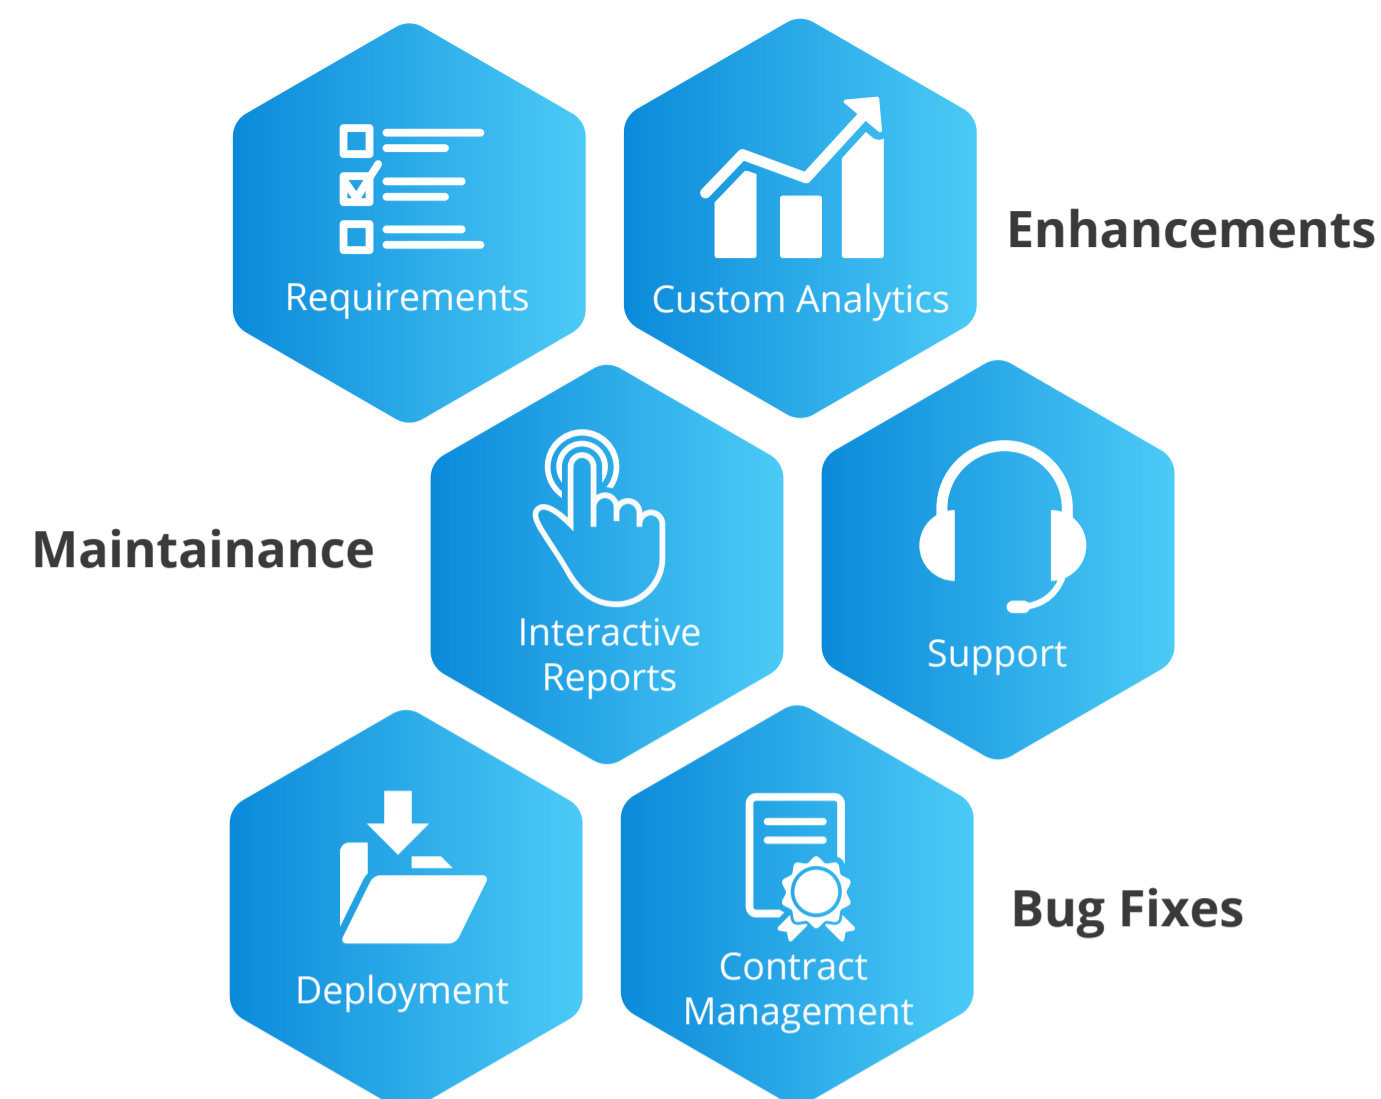 Requirements
Custom Analytics
Enhancements
Maintainance
Interactive
Reports
Support
Deployment
Contract
Management
Bug Fixes